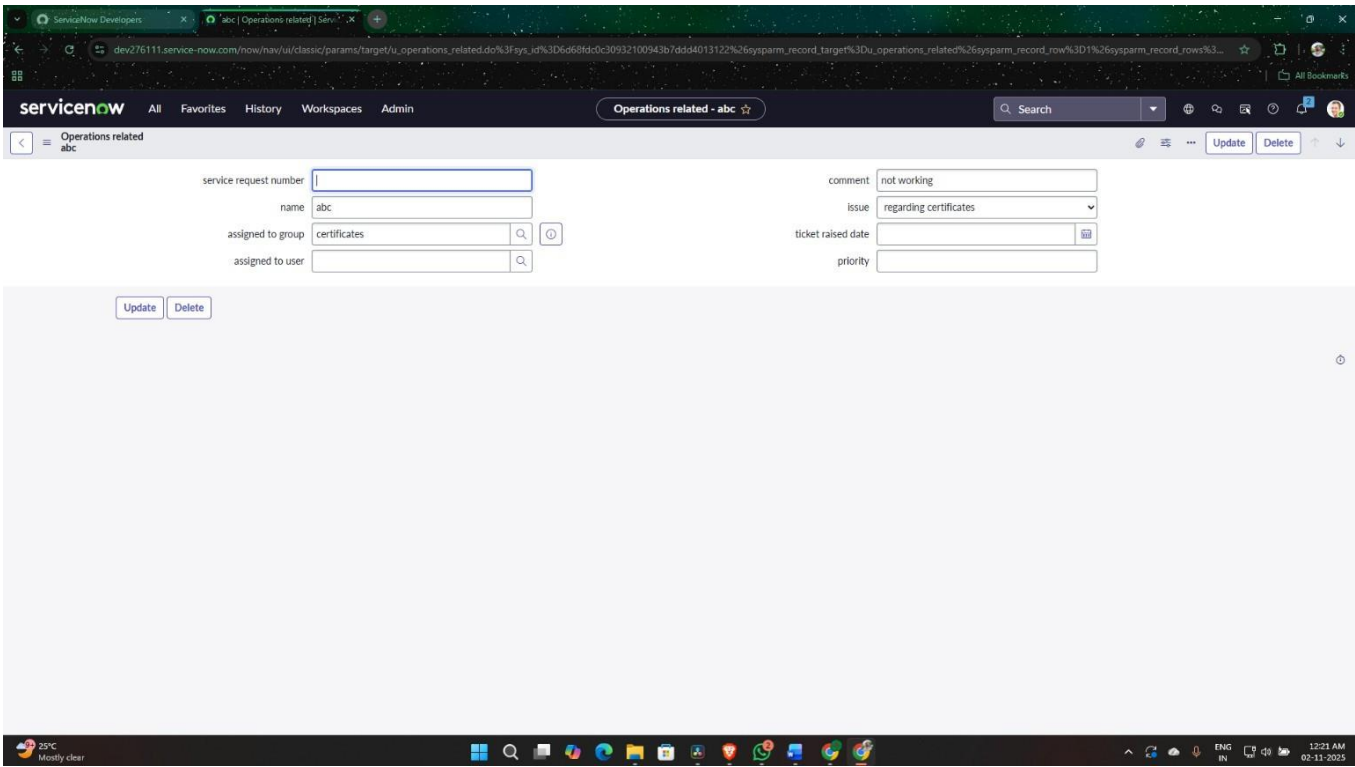 ServiceNow Developers
abc | Operations related | Servic
dev276111.service-now.com/now/nav/ui/classic/params/target/u_operations_related.do%3Fsys_id%3D6d68fdc0c30932100943b7ddd4013122%26sysparm_record_target%3Du_operations_related%26sysparm_record_row%3D1%26sysparm_record_rows%3...
All Bookmarks
servicenow All Favorites History Workspaces Admin Operations related - abc Search 2
Operations related
abc
Update Delete
service request number
comment not working
name abc
issue regarding certificates
assigned to group certificates
ticket raised date
assigned to user
priority
Update Delete
25°C
Mostly clear
ENG
IN
12:21 AM
02-11-2025